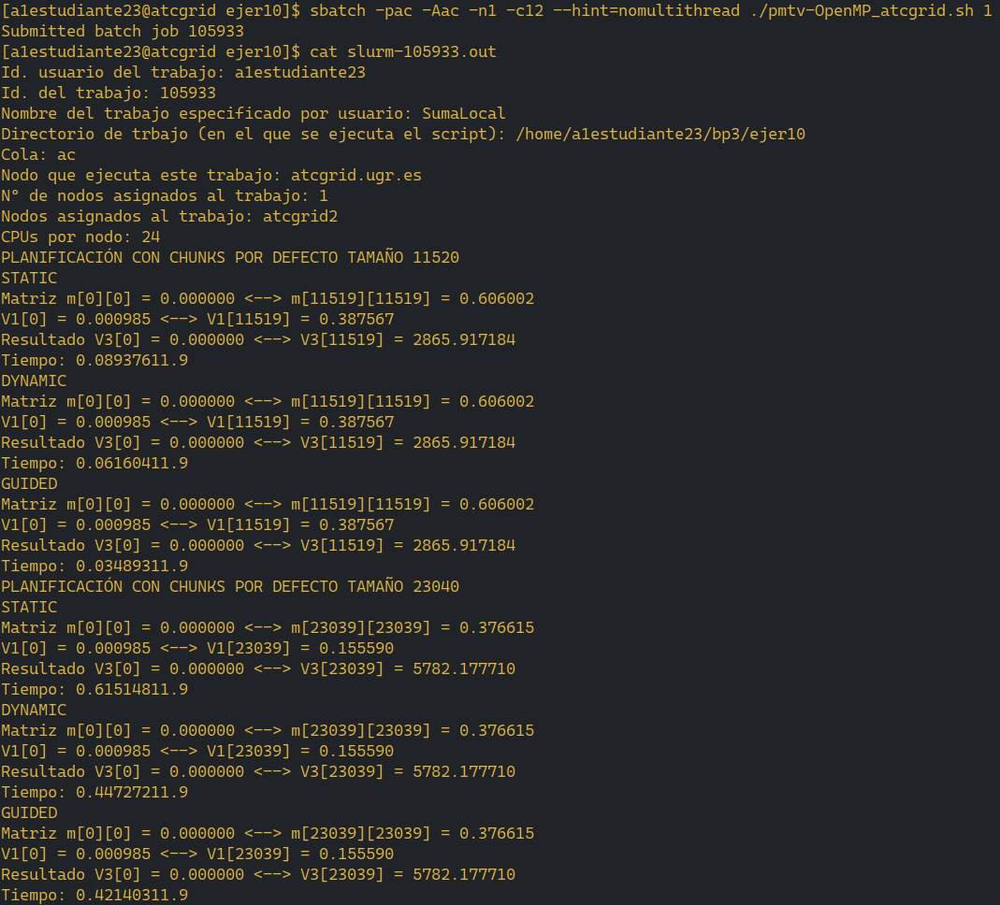 [a1estudiante23@atcgrid ejer10]$ sbatch -pac -Aac -n1 -c12 --hint=nomultithread ./pmtv-OpenMP_atcgrid.sh 1
Submitted batch job 105933
[a1estudiante23@atcgrid ejer10]$ cat slurm-105933.out
Id. usuario del trabajo: a1estudiante23
Id. del trabajo: 105933
Nombre del trabajo especificado por usuario: SumaLocal
Directorio de trbajo (en el que se ejecuta el script): /home/a1estudiante23/bp3/ejer10
Cola: ac
Nodo que ejecuta este trabajo: atcgrid.ugr.es
Nº de nodos asignados al trabajo: 1
Nodos asignados al trabajo: atcgrid2
CPUs por nodo: 24
PLANIFICACIÓN CON CHUNKS POR DEFECTO TAMAÑO 11520
STATIC
Matriz m[0][0] = 0.000000 <--> m[11519][11519] = 0.606002
V1[0] = 0.000985 <--> V1[11519] = 0.387567
Resultado V3[0] = 0.000000 <--> V3[11519] = 2865.917184
Tiempo: 0.08937611.9
DYNAMIC
Matriz m[0][0] = 0.000000 <--> m[11519][11519] = 0.606002
V1[0] = 0.000985 <--> V1[11519] = 0.387567
Resultado V3[0] = 0.000000 <--> V3[11519] = 2865.917184
Tiempo: 0.06160411.9
GUIDED
Matriz m[0][0] = 0.000000 <--> m[11519][11519] = 0.606002
V1[0] = 0.000985 <--> V1[11519] = 0.387567
Resultado V3[0] = 0.000000 <--> V3[11519] = 2865.917184
Tiempo: 0.03489311.9
PLANIFICACIÓN CON CHUNKS POR DEFECTO TAMAÑO 23040
STATIC
Matriz m[0][0] = 0.000000 <--> m[23039][23039] = 0.376615
V1[0] = 0.000985 <--> V1[23039] = 0.155590
Resultado V3[0] = 0.000000 <--> V3[23039] = 5782.177710
Tiempo: 0.61514811.9
DYNAMIC
Matriz m[0][0] = 0.000000 <--> m[23039][23039] = 0.376615
V1[0] = 0.000985 <--> V1[23039] = 0.155590
Resultado V3[0] = 0.000000 <--> V3[23039] = 5782.177710
Tiempo: 0.44727211.9
GUIDED
Matriz m[0][0] = 0.000000 <--> m[23039][23039] = 0.376615
V1[0] = 0.000985 <--> V1[23039] = 0.155590
Resultado V3[0] = 0.000000 <--> V3[23039] = 5782.177710
Tiempo: 0.42140311.9